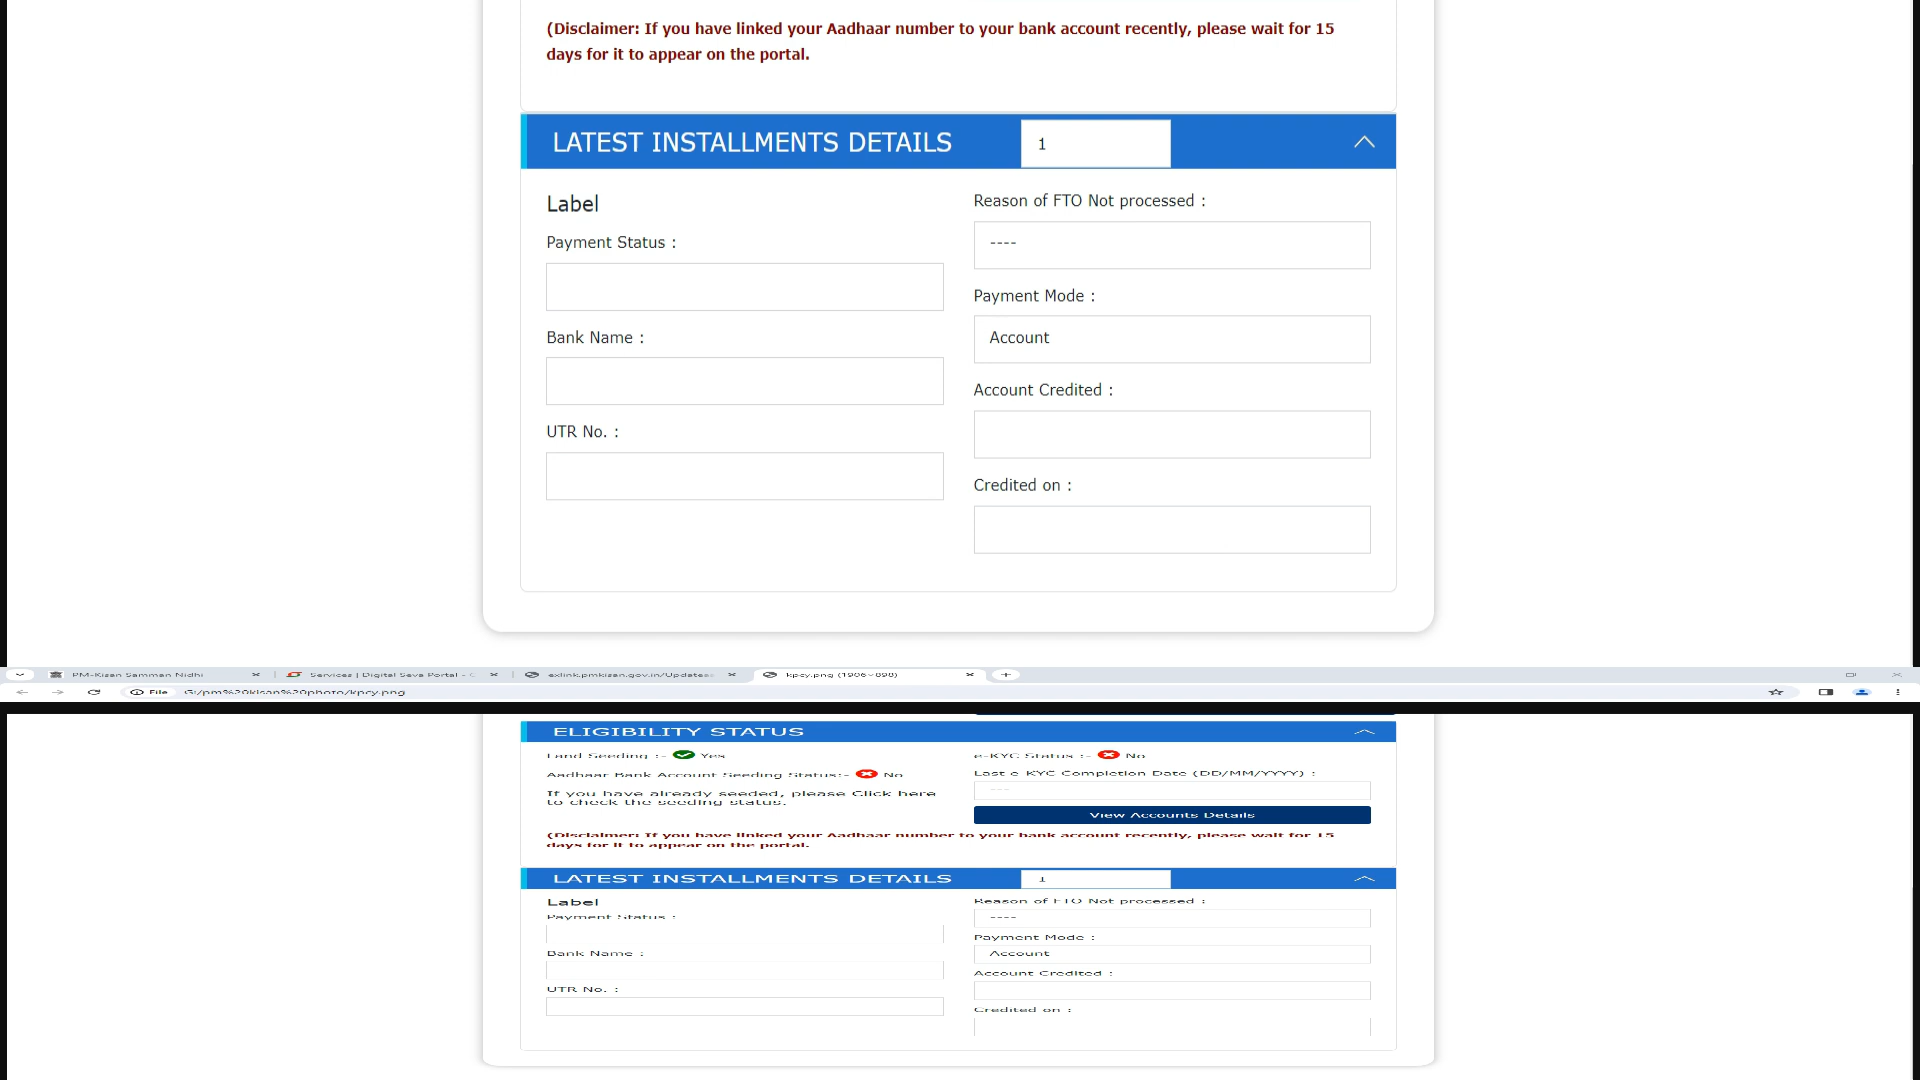 (Disclaimer: If you have linked your Aadhaar number to your bank account recently, please wait for 15
days for it to appear on the portal.
LATEST INSTALLMENTS DETAILS 1
Label
Payment Status :
Bank Name :
UTR No. :
Reason of FTO Not processed :
----
Payment Mode :
Account
Account Credited :
Credited on :
PM-Kisan Samman Nidhi
Services | Digital Seva Portal - C
exlink.pmkisan.gov.in/Updates
kpcy.png (1906×890)
File G:/pm%20kisan%20photo/kpcy.png
ELIGIBILITY STATUS
Land Seeding :- Yes
Aadhaar Bank Account Seeding Status:- No
If you have already seeded, please Click here
to check the seeding status.
e-KYC Status :- No
Last e-KYC Completion Date (DD/MM/YYYY) :
---
View Accounts Details
(Disclaimer: If you have linked your Aadhaar number to your bank account recently, please wait for 15
days for it to appear on the portal.
LATEST INSTALLMENTS DETAILS 1
Label
Payment Status :
Bank Name :
UTR No. :
Reason of FTO Not processed :
----
Payment Mode :
Account
Account Credited :
Credited on :